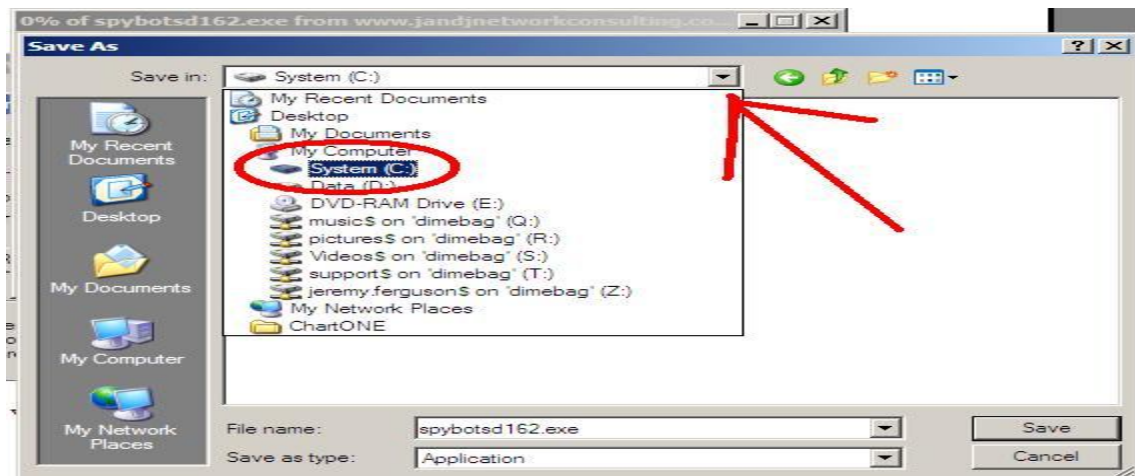 0% of spybotsd162.exe from www.jandjnetworkconsulting.co...
Save As
Save in: System (C:)
My Recent Documents
Desktop
My Documents
My Computer
System (C:)
Data (D:)
DVD-RAM Drive (E:)
music$ on 'dimebag' (Q:)
pictures$ on 'dimebag' (R:)
Videos$ on 'dimebag' (S:)
support$ on 'dimebag' (T:)
jeremy.ferguson$ on 'dimebag' (Z:)
My Network Places
ChartONE
My Recent
Documents
Desktop
My Documents
My Computer
My Network
Places
File name: spybotsd162.exe
Save
Save as type: Application
Cancel